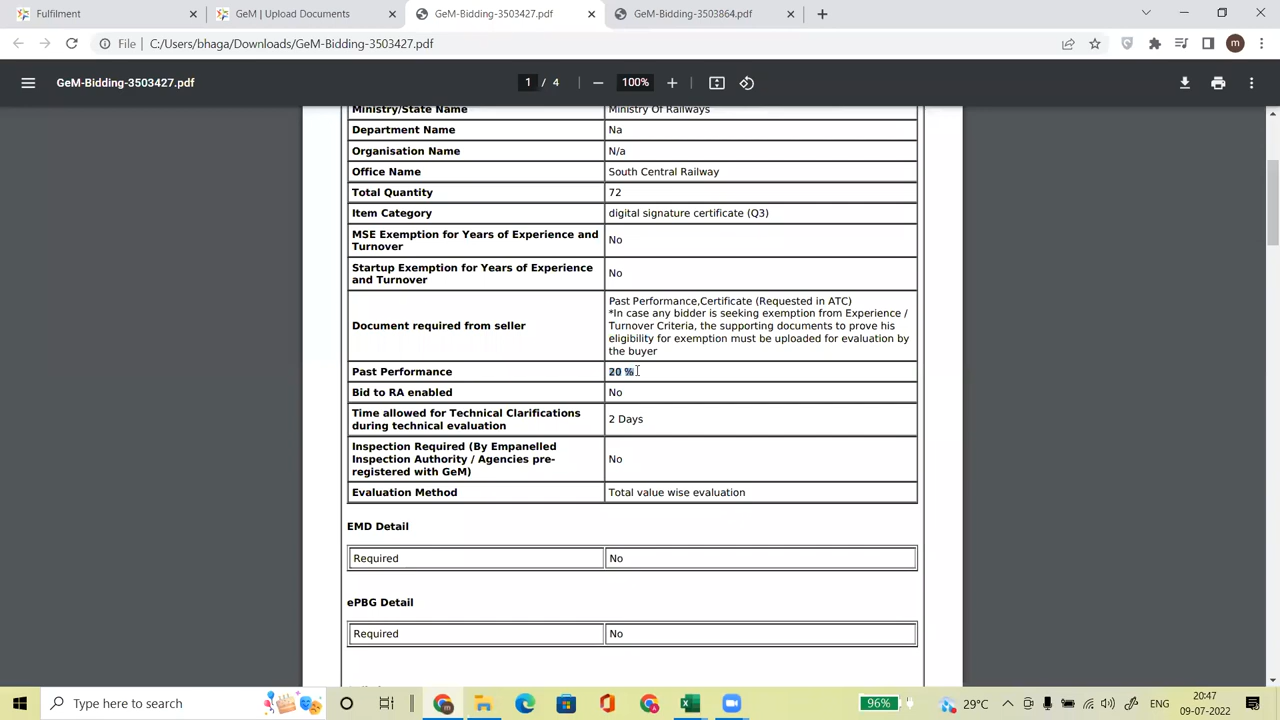 Fulfilment
GeM | Upload Documents
GeM-Bidding-3503427.pdf
GeM-Bidding-3503864.pdf
File
C:/Users/bhaga/Downloads/GeM-Bidding-3503427.pdf
m
GeM-Bidding-3503427.pdf
1 / 4
100%
Ministry/State Name Ministry Of Railways
Department Name Na
Organisation Name N/a
Office Name South Central Railway
Total Quantity 72
Item Category digital signature certificate (Q3)
MSE Exemption for Years of Experience and
Turnover
No
Startup Exemption for Years of Experience
and Turnover
No
Document required from seller
Past Performance,Certificate (Requested in ATC)
*In case any bidder is seeking exemption from Experience /
Turnover Criteria, the supporting documents to prove his
eligibility for exemption must be uploaded for evaluation by
the buyer
Past Performance 20 %
Bid to RA enabled No
Time allowed for Technical Clarifications
during technical evaluation
2 Days
Inspection Required (By Empanelled
Inspection Authority / Agencies pre-
registered with GeM)
No
Evaluation Method Total value wise evaluation
EMD Detail
Required No
ePBG Detail
Required No
Type here to search
96%
29°C
ENG
20:47
09-07-2022